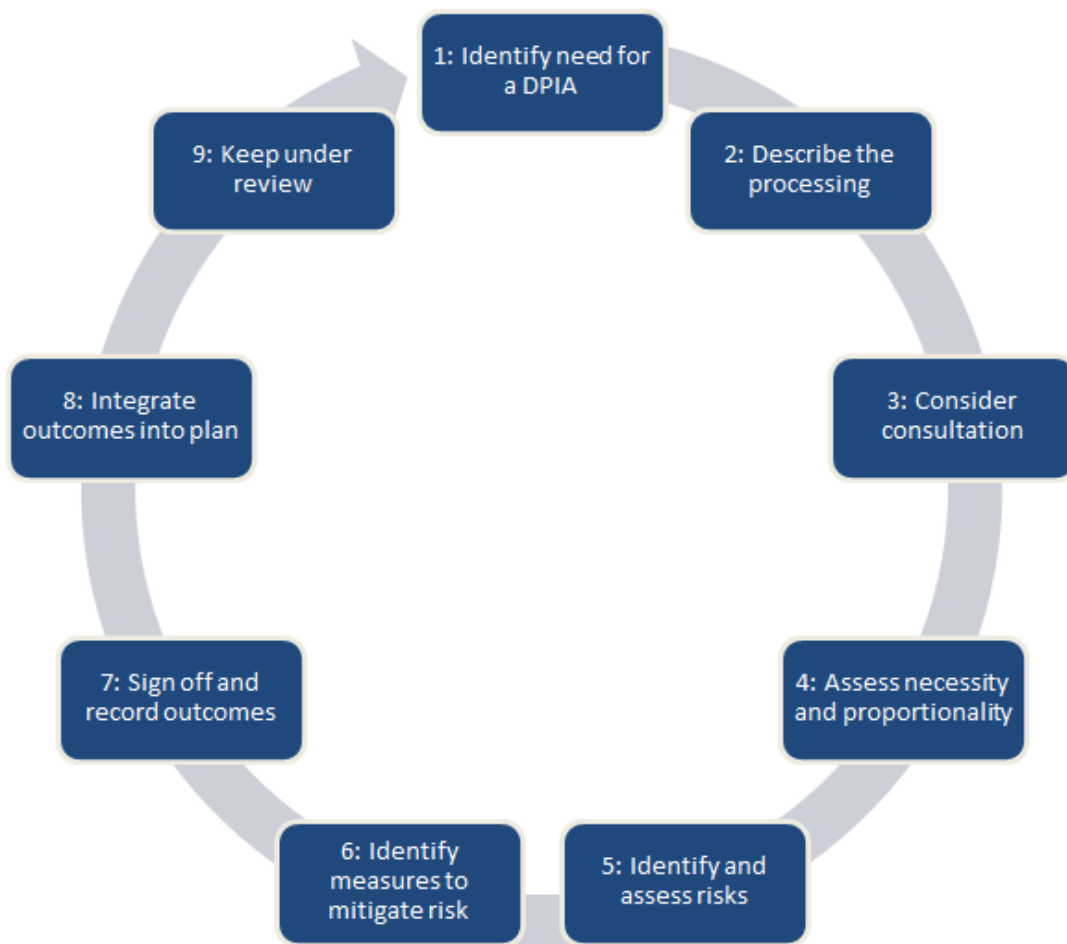 1: Identify need for
a DPIA
2: Describe the
processing
3: Consider
consultation
4: Assess necessity
and proportionality
5: Identify and
assess risks
6: Identify
measures to
mitigate risk
7: Sign off and
record outcomes
8: Integrate
outcomes into plan
9: Keep under
review